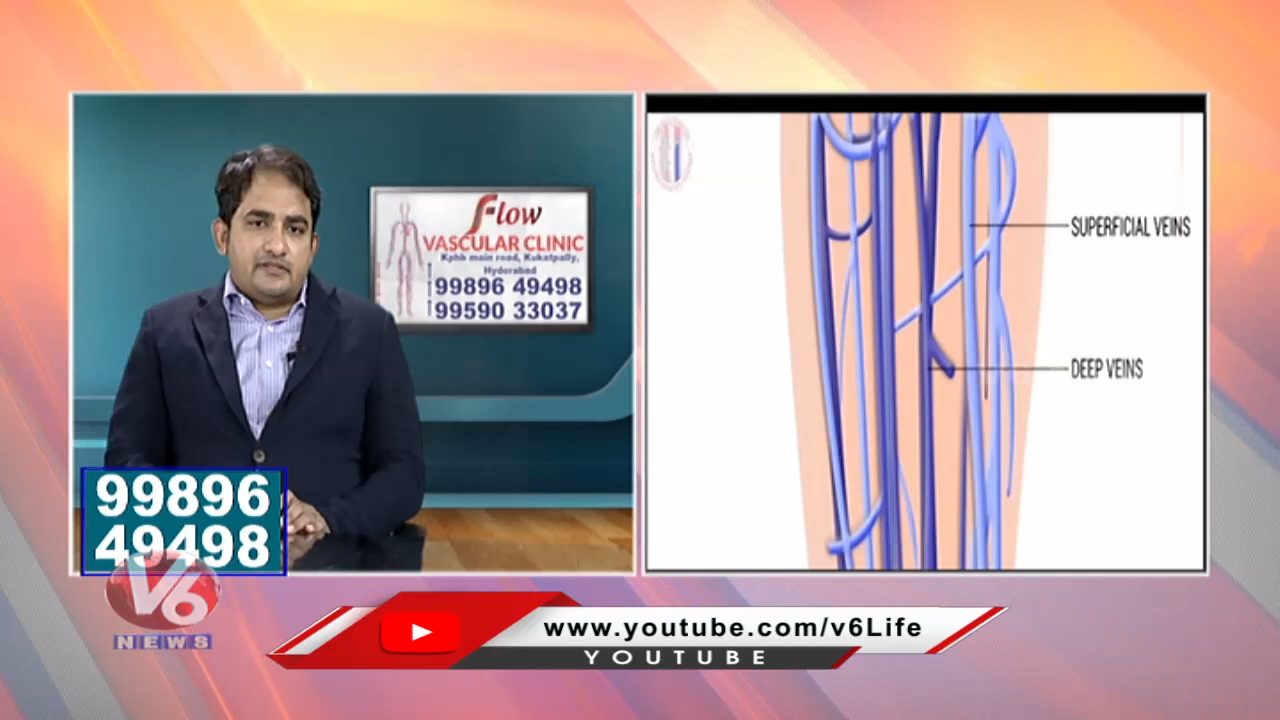 Flow
VASCULAR CLINIC
Kphb main road, Kukatpally,
Hyderabad
99896 49498
99590 33037
SUPERFICIAL VEINS
DEEP VEINS
99896
49498
V6
NEWS
www.youtube.com/v6Life
YOUTUBE